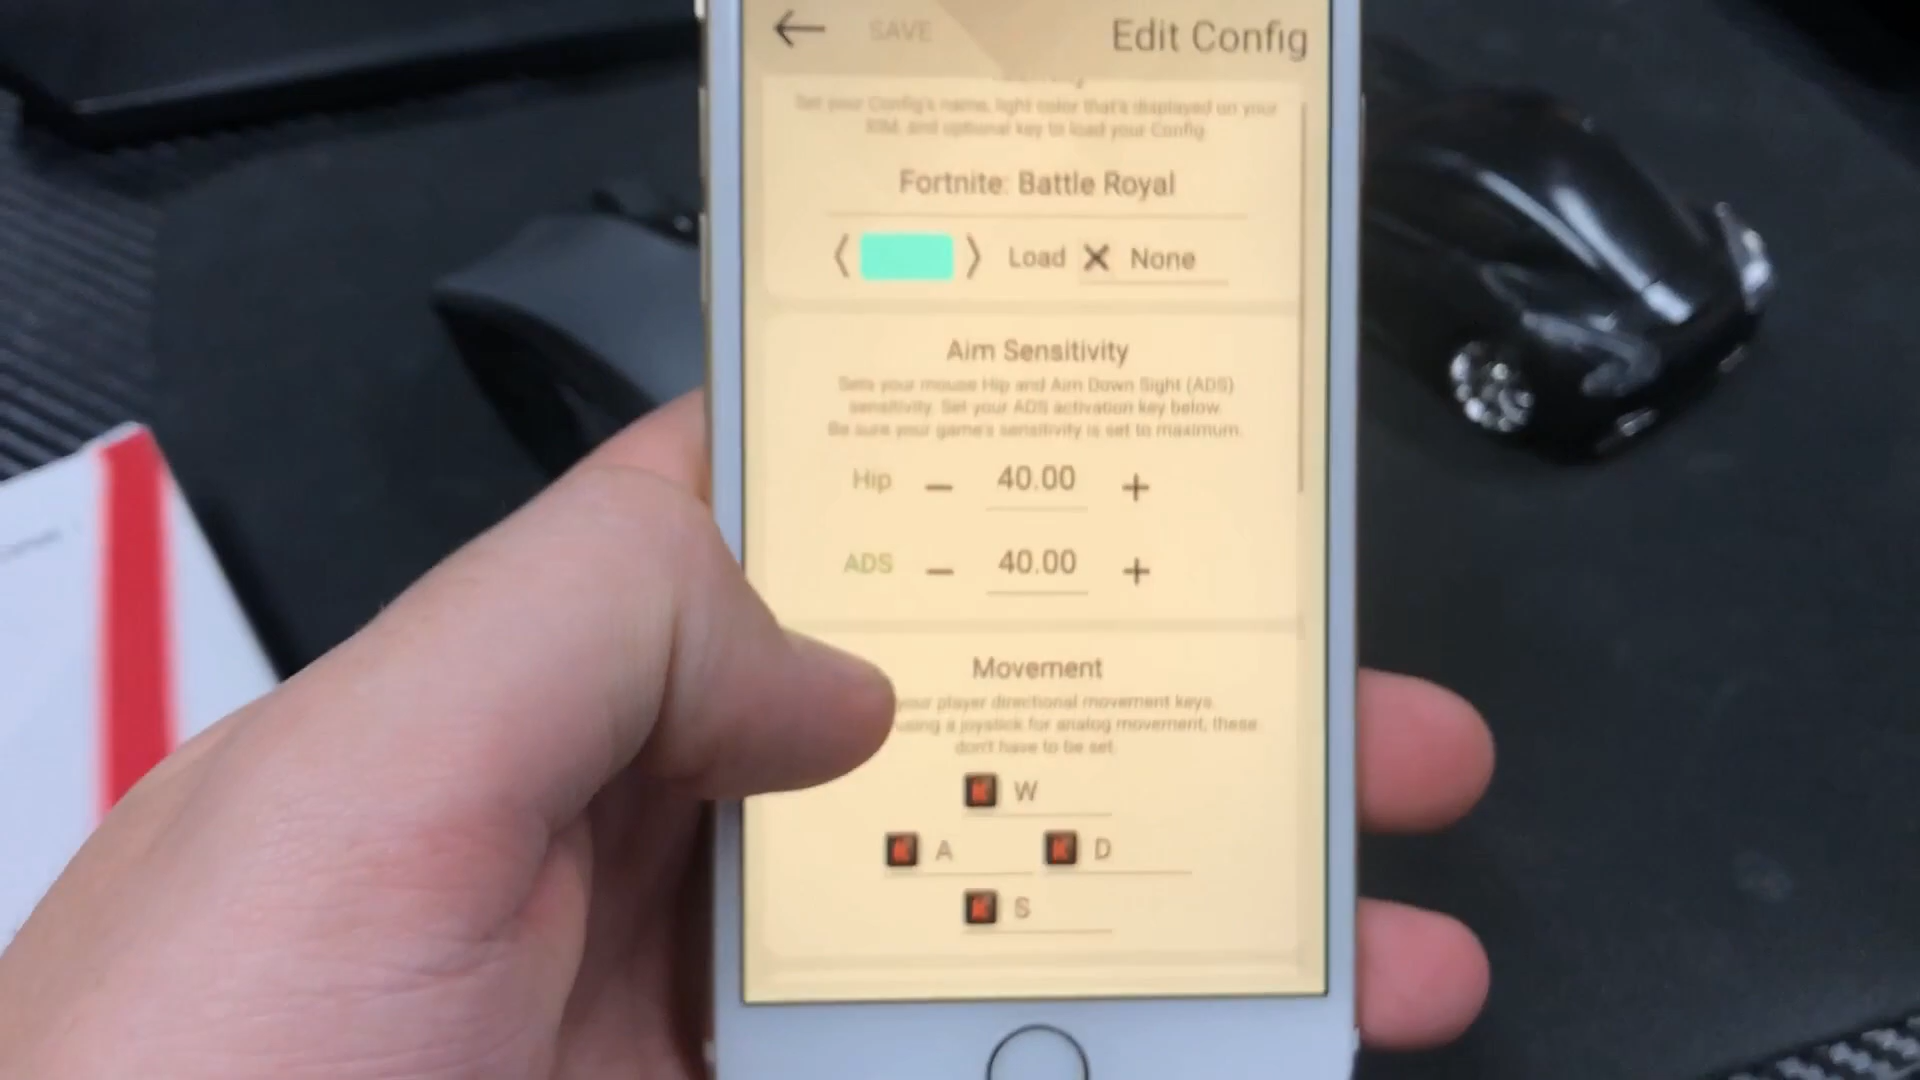 SAVE
Edit Config
Set your Config's name, light color that's displayed on your
RIM, and optional key to load your Config.
Fortnite: Battle Royal
Load
None
Aim Sensitivity
Sets your mouse Hip and Aim Down Sight (ADS)
sensitivity. Set your ADS activation key below.
Be sure your game's sensitivity is set to maximum.
Hip
40.00
ADS
40.00
Movement
your player directional movement keys.
using a joystick for analog movement, these
don't have to be set.
W
A
D
S